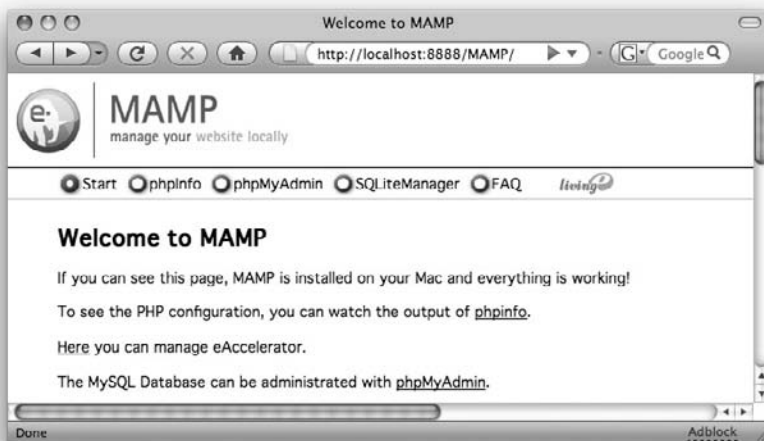 Welcome to MAMP
http://localhost:8888/MAMP/
G
Google
e.
MAMP
manage your website locally
Start phpInfo phpMyAdmin SQLiteManager FAQ living e
Welcome to MAMP
If you can see this page, MAMP is installed on your Mac and everything is working!
To see the PHP configuration, you can watch the output of phpinfo.
Here you can manage eAccelerator.
The MySQL Database can be administrated with phpMyAdmin.
Done
Adblock